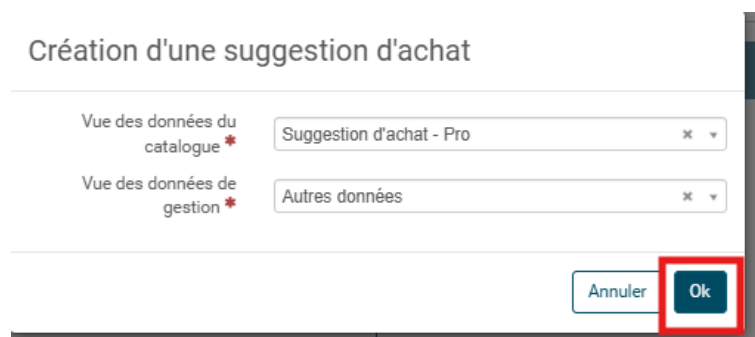 Création d'une suggestion d'achat
Vue des données du
catalogue *
Suggestion d'achat - Pro
Vue des données de
gestion *
Autres données
Annuler
Ok